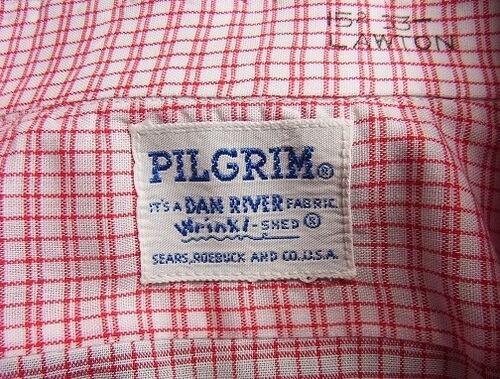 15½ 33-
LAWTON
PILGRIM®
IT'S A DAN RIVER FABRIC
Wrinkl-SHED®
SEARS, ROEBUCK AND CO. U.S.A.